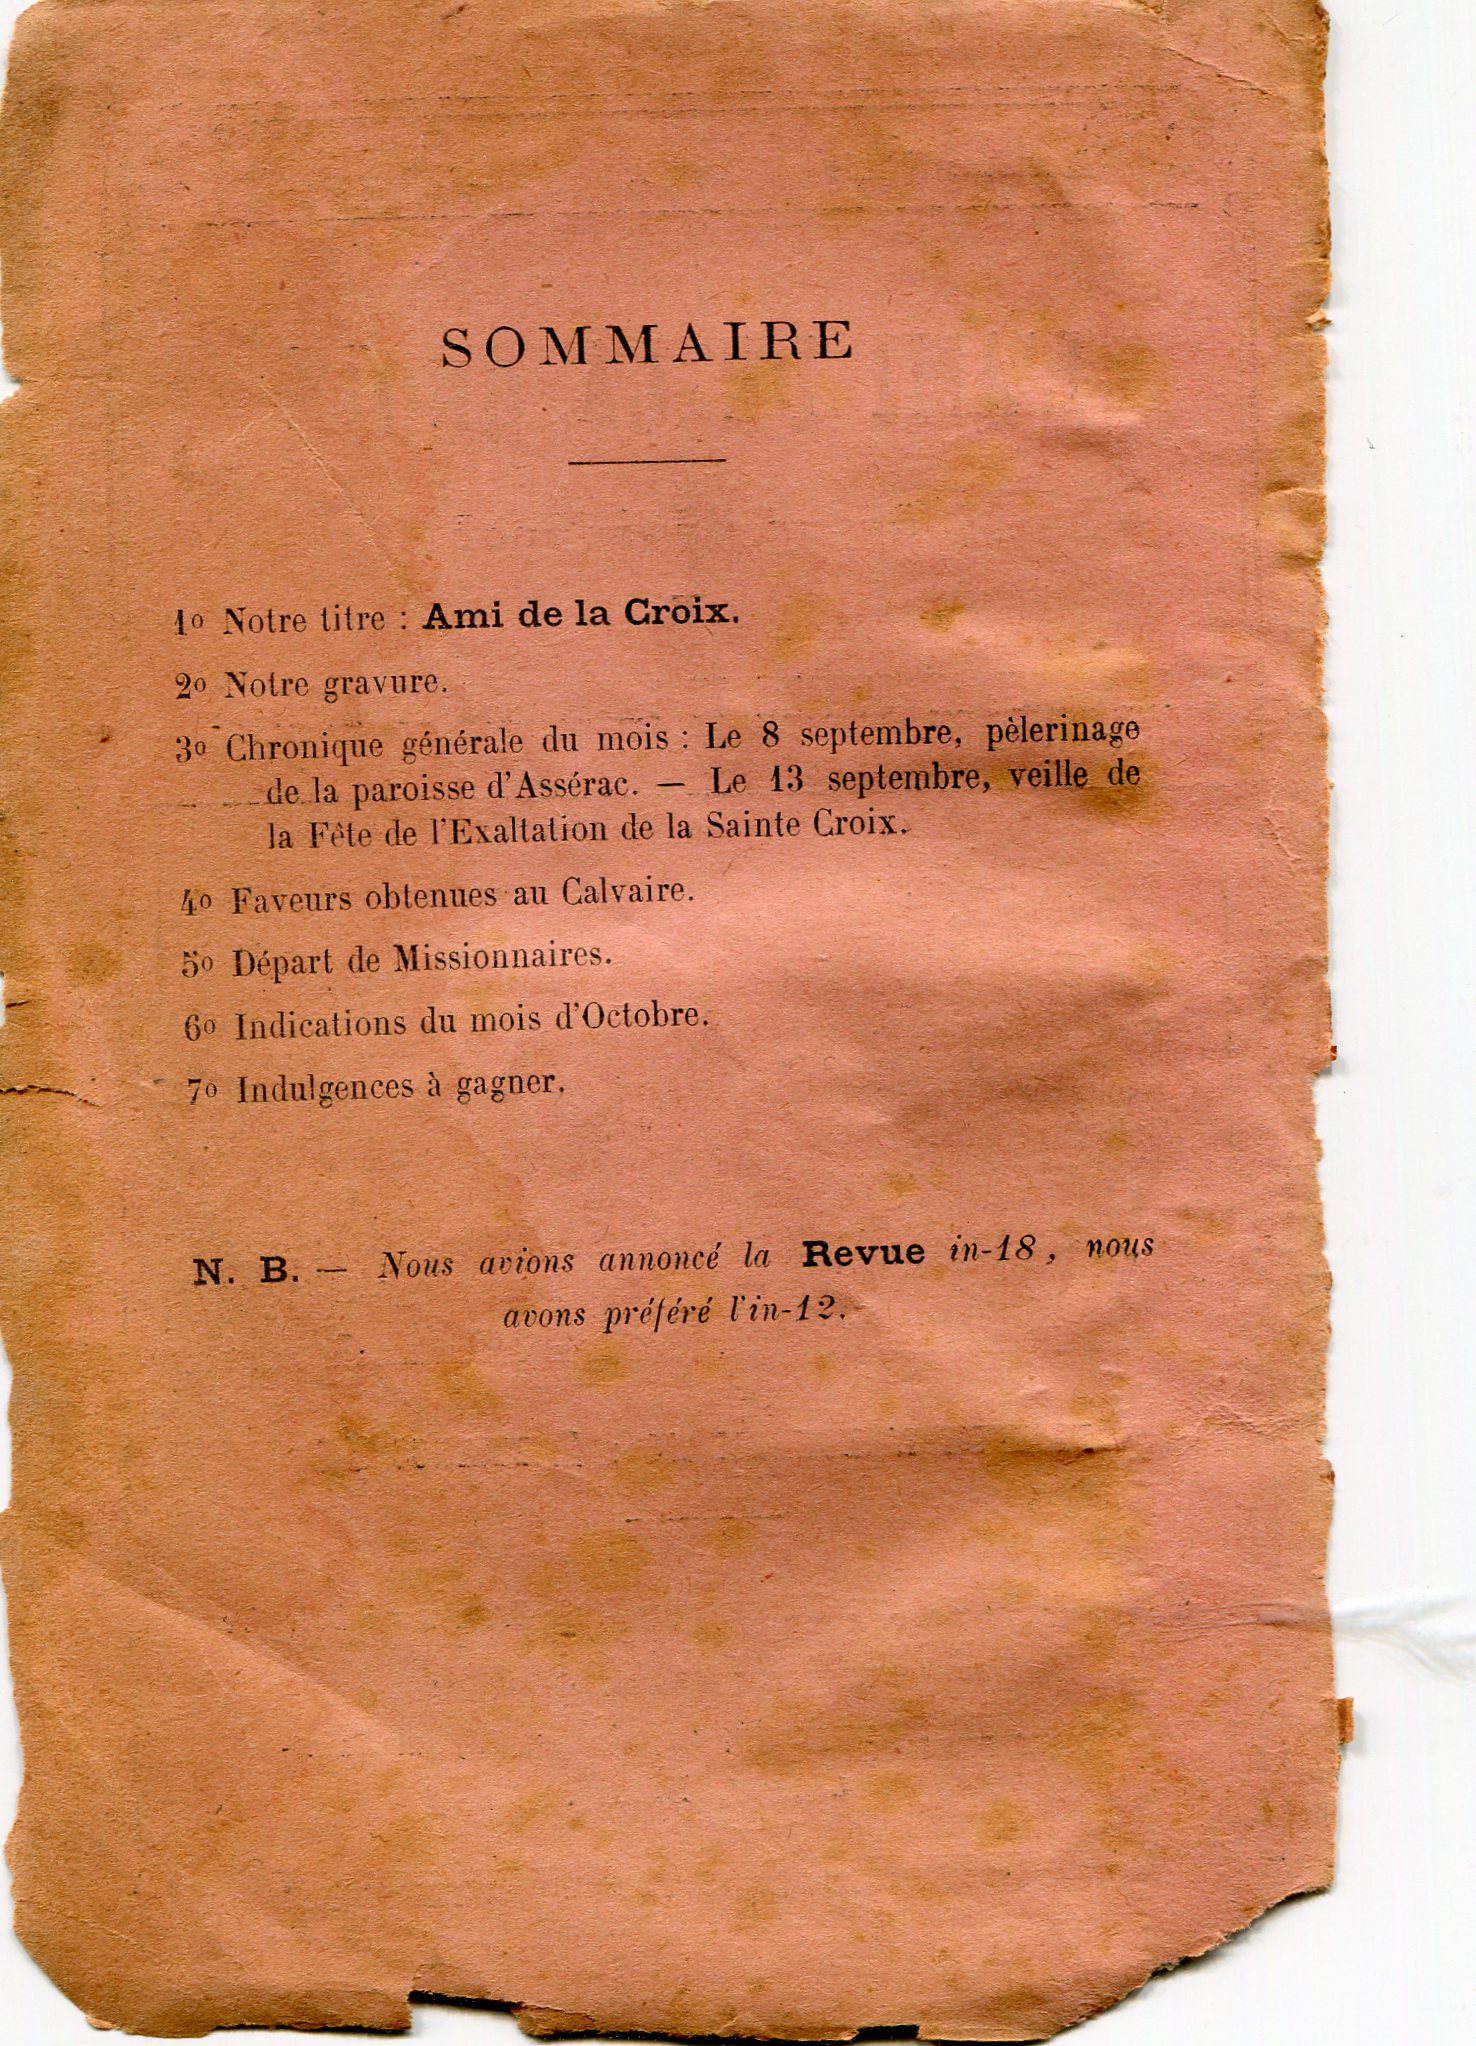 SOMMAIRE
1º Notre titre : Ami de la Croix.
2º Notre gravure.
3º Chronique générale du mois : Le 8 septembre, pèlerinage
de la paroisse d'Assérac. — Le 13 septembre, veille de
la Fête de l'Exaltation de la Sainte Croix.
4º Faveurs obtenues au Calvaire.
5º Départ de Missionnaires.
6º Indications du mois d'Octobre.
7º Indulgences à gagner.
N. B. — Nous avions annoncé la Revue in-18, nous
avons préféré l'in-12.